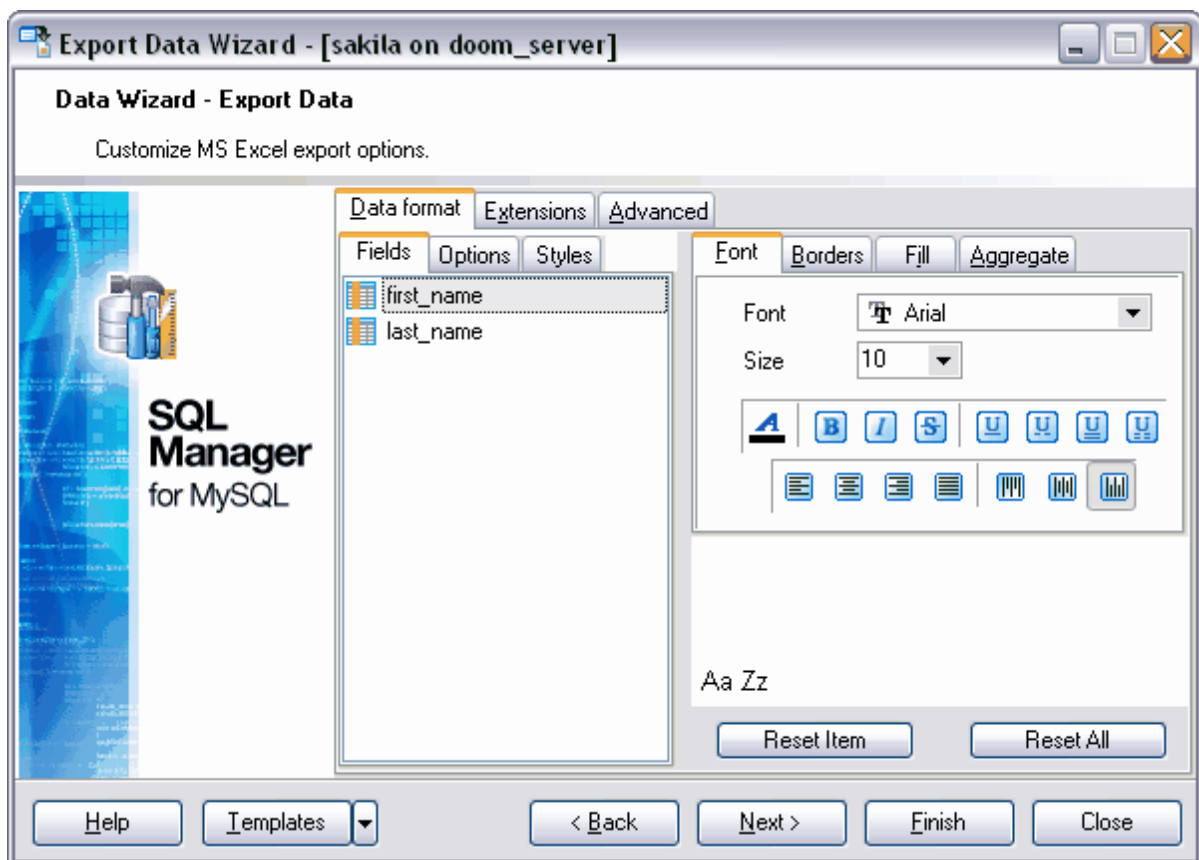 Export Data Wizard - [sakila on doom_server]
Data Wizard - Export Data
Customize MS Excel export options.
Data format Extensions Advanced
Fields Options Styles
first_name
last_name
Font Borders Fill Aggregate
Font Arial
Size 10
A B I S U U U U
Aa Zz
Reset Item Reset All
SQL
Manager
for MySQL
Help Templates < Back Next > Finish Close